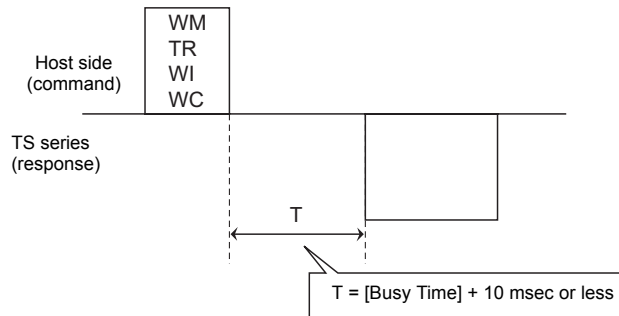 WM
TR
WI
WC
Host side
(command)
TS series
(response)
T
T = [Busy Time] + 10 msec or less